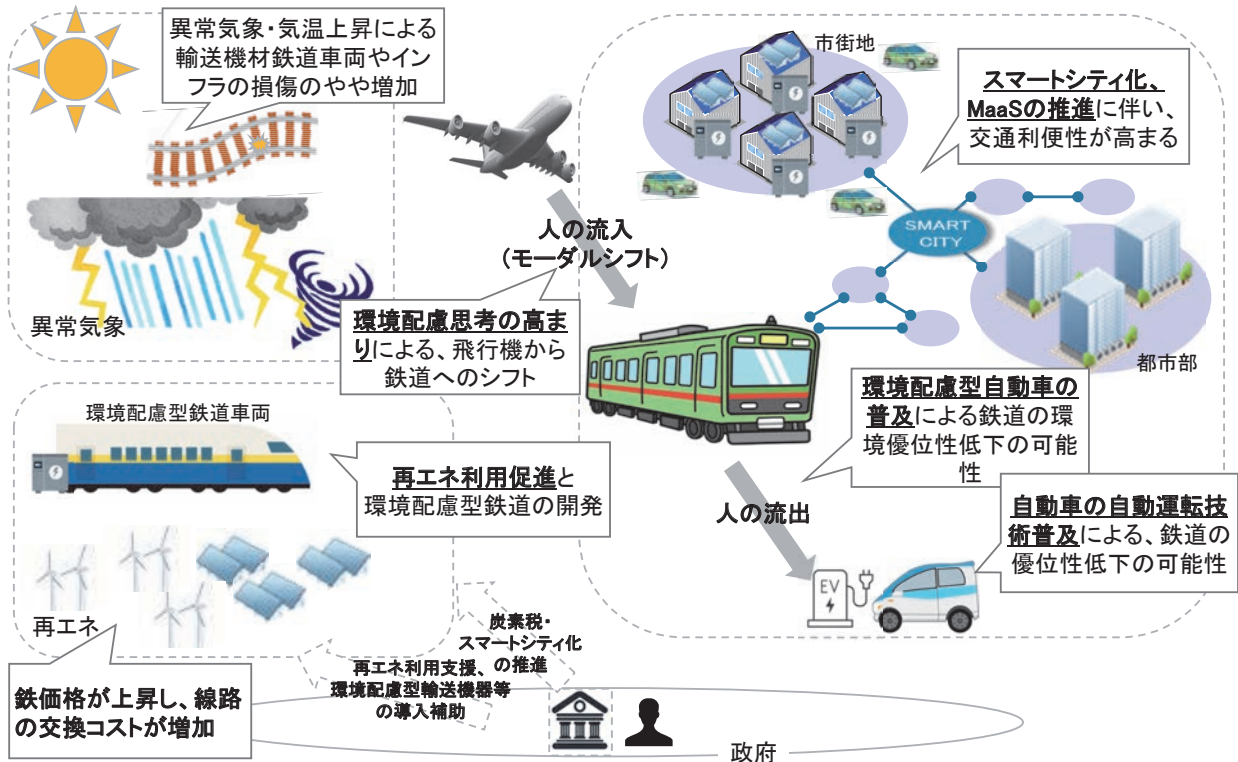 異常気象・気温上昇による
輸送機材鉄道車両やイン
フラの損傷のやや増加
異常気象
人の流入
（モーダルシフト）
環境配慮思考の高ま
りによる、飛行機から
鉄道へのシフト
市街地
スマートシティ化、
MaaSの推進に伴い、
交通利便性が高まる
SMART
CITY
都市部
環境配慮型自動車の
普及による鉄道の環
境優位性低下の可能
性
人の流出
自動車の自動運転技
術普及による、鉄道の
優位性低下の可能性
EV
環境配慮型鉄道車両
再エネ利用促進と
環境配慮型鉄道の開発
再エネ
鉄価格が上昇し、線路
の交換コストが増加
炭素税・
スマートシティ化
の推進
再エネ利用支援、
環境配慮型輸送機器等
の導入補助
政府